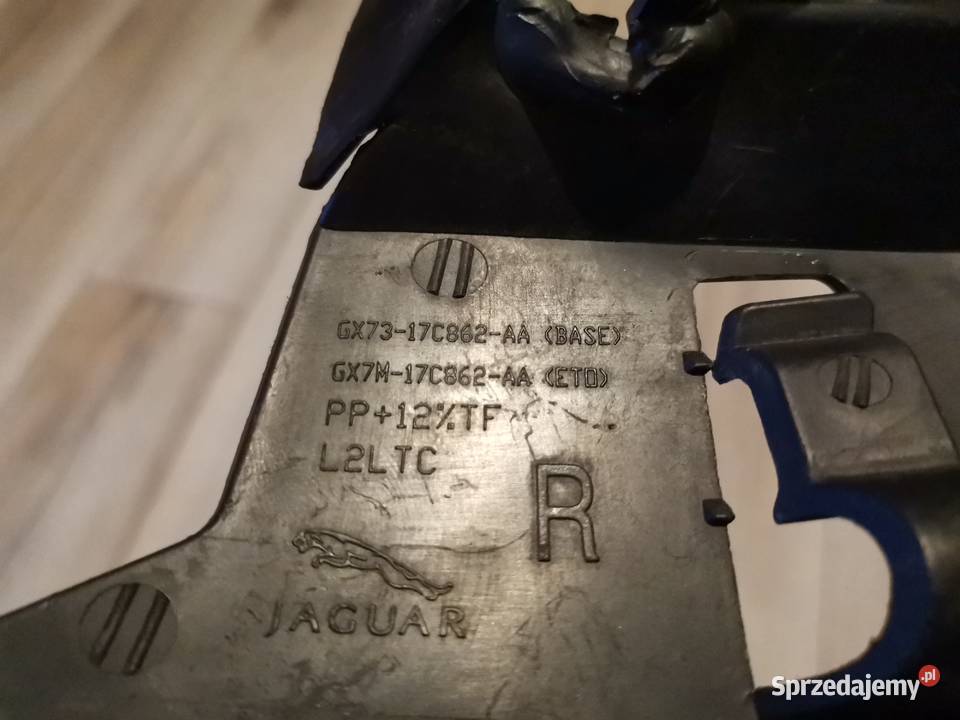 GX73-17C862-AA (BASE)
GX7M-17C862-AA (ETO)
PP+12%TF
L2LTC
R
JAGUAR
Sprzedajemy.pl